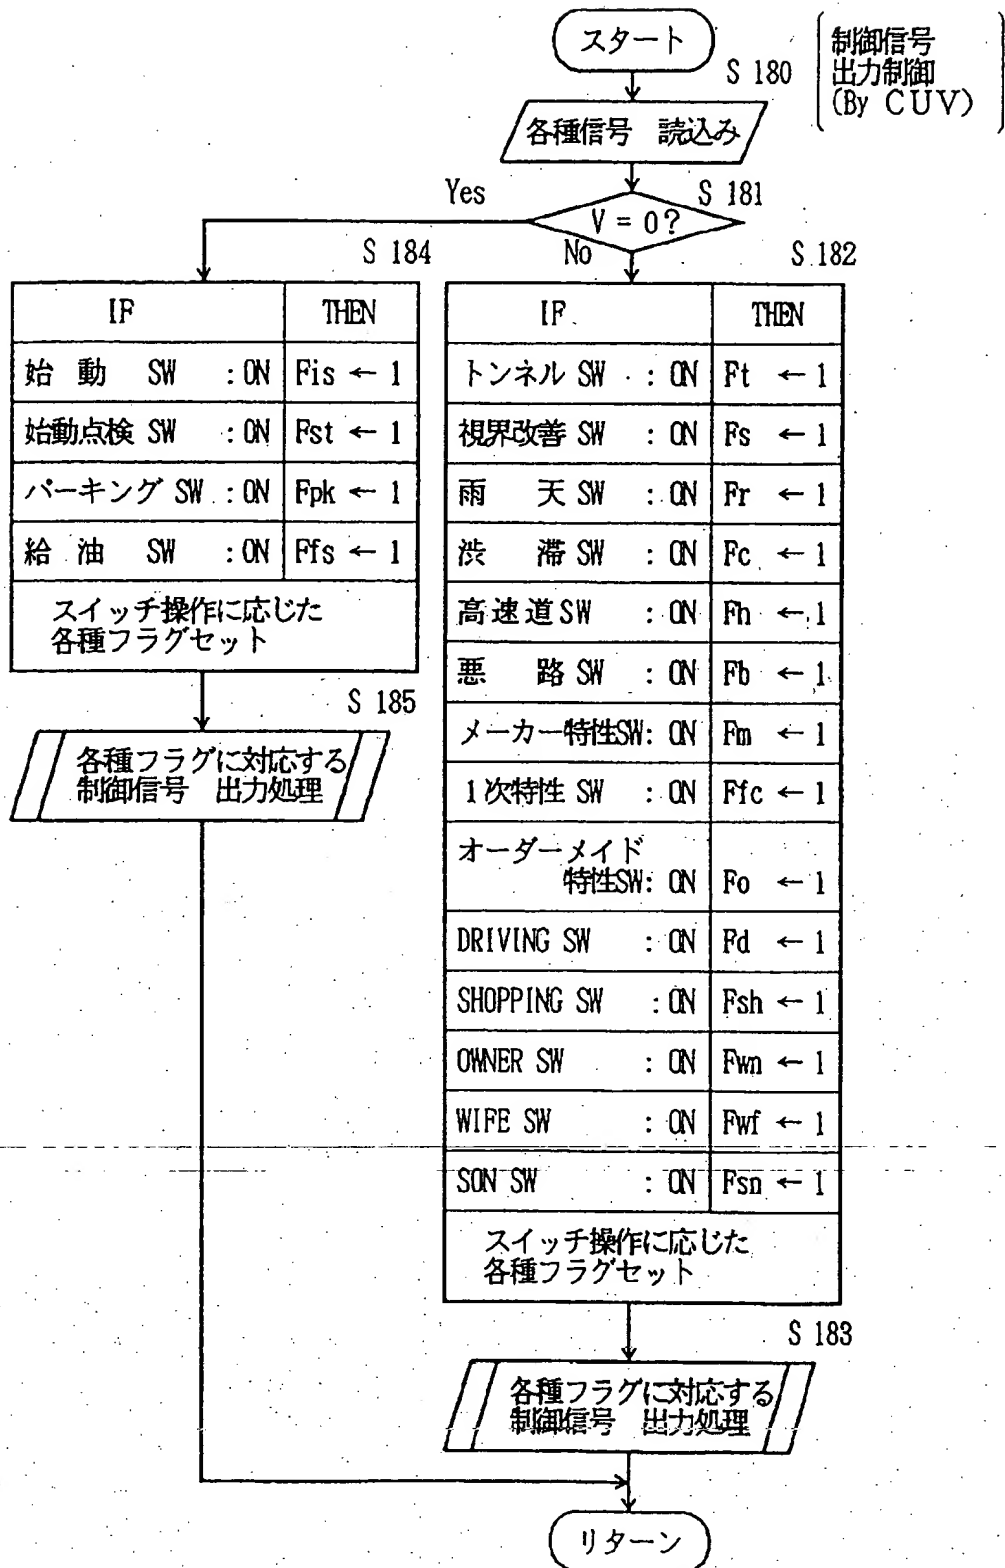 スタート
制御信号
出力制御
(By CUV)
S 180
各種信号 読込み
S 181
V = 0?
Yes
No
S 184
IF THEN
始動 SW : ON Fis ← 1
始動点検 SW : ON Fst ← 1
パーキング SW : ON Fpk ← 1
給油 SW : ON Ffs ← 1
スイッチ操作に応じた
各種フラグセット
S 185
各種フラグに対応する
制御信号 出力処理
S 182
IF THEN
トンネル SW : ON Ft ← 1
視界改善 SW : ON Fs ← 1
雨天 SW : ON Fr ← 1
渋滞 SW : ON Fc ← 1
高速道 SW : ON Fh ← 1
悪路 SW : ON Fb ← 1
メーカー特性SW: ON Fm ← 1
1次特性 SW : ON Ffc ← 1
オーダーメイド
特性SW: ON Fo ← 1
DRIVING SW : ON Fd ← 1
SHOPPING SW : ON Fsh ← 1
OWNER SW : ON Fwn ← 1
WIFE SW : ON Fwf ← 1
SON SW : ON Fsn ← 1
スイッチ操作に応じた
各種フラグセット
S 183
各種フラグに対応する
制御信号 出力処理
リターン